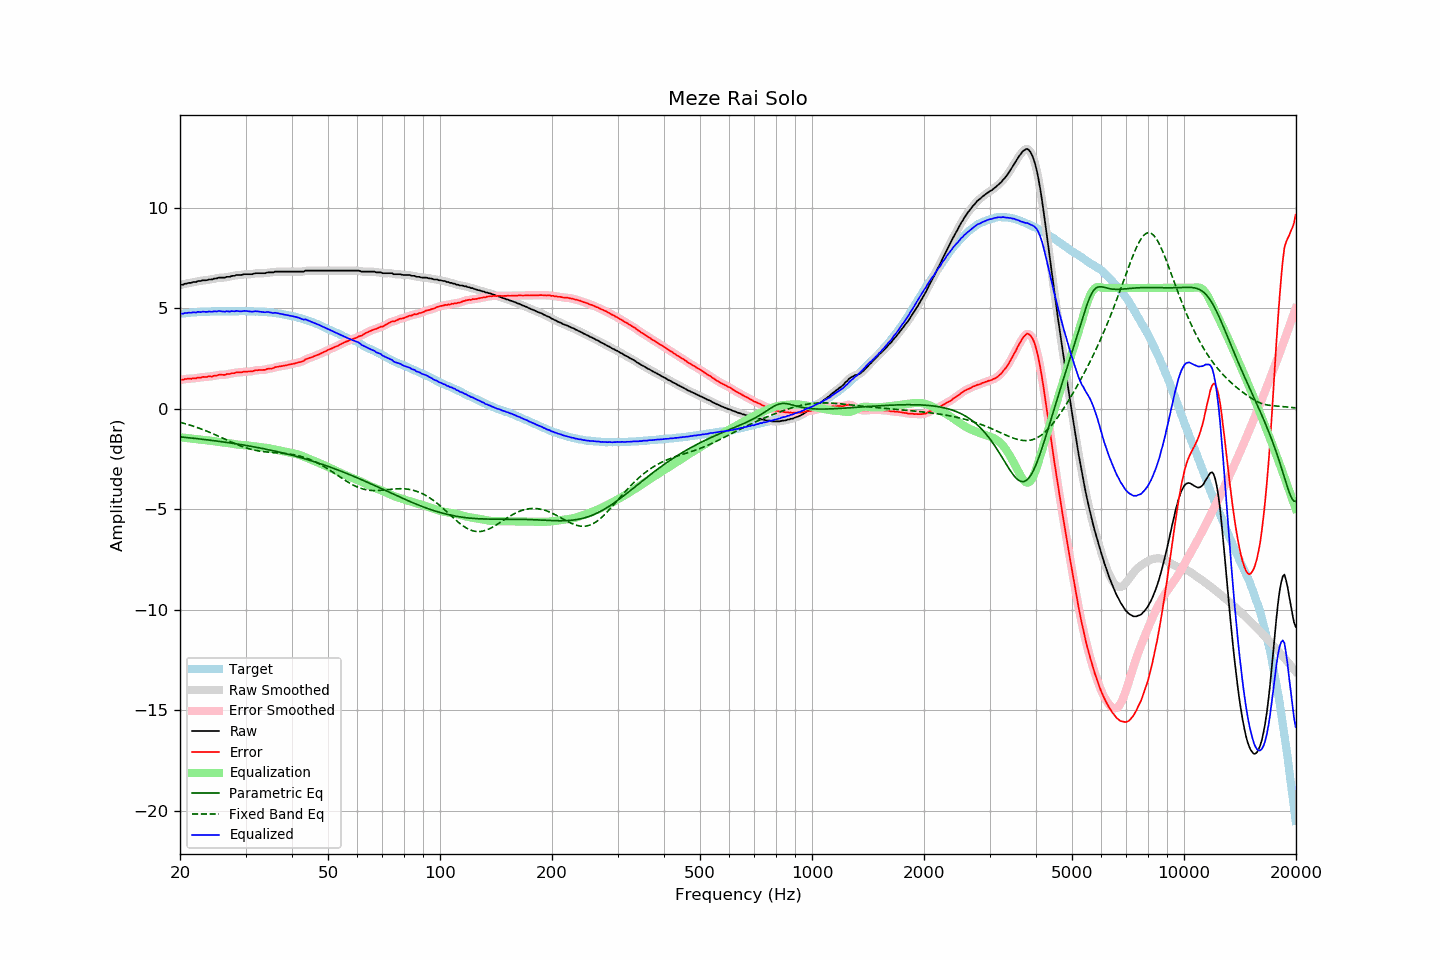 Meze Rai Solo
Amplitude (dBr)
10
5
0
−5
−10
−15
−20
Target
Raw Smoothed
Error Smoothed
Raw
Error
Equalization
Parametric Eq
Fixed Band Eq
Equalized
20 50 100 200 500 1000 2000 5000 10000 20000
Frequency (Hz)